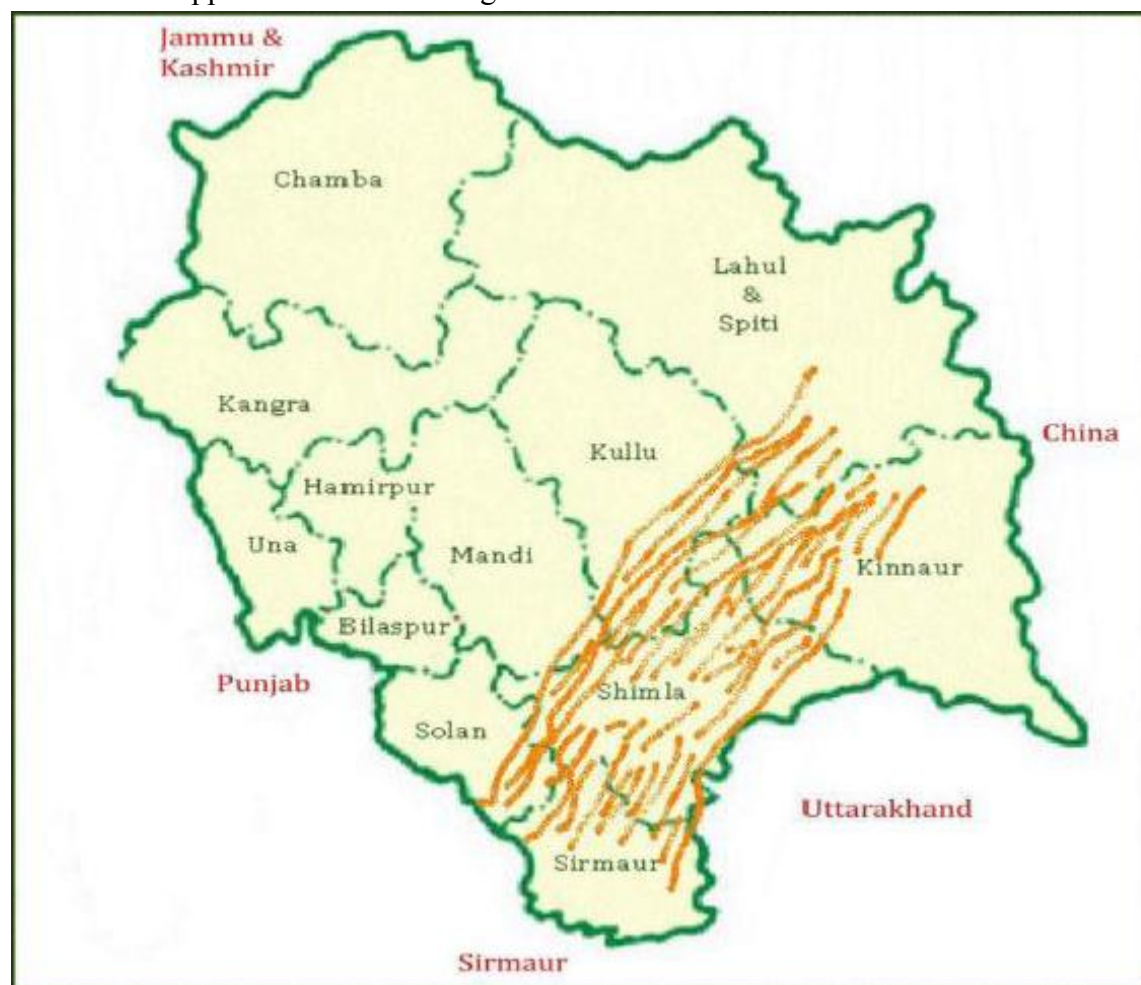 Jammu &
Kashmir
Chamba
Lahul
&
Spiti
Kangra
China
Kullu
Hamirpur
Una
Mandi
Kinnaur
Bilaspur
Punjab
Shimla
Solan
Uttarakhand
Sirmaur
Sirmaur